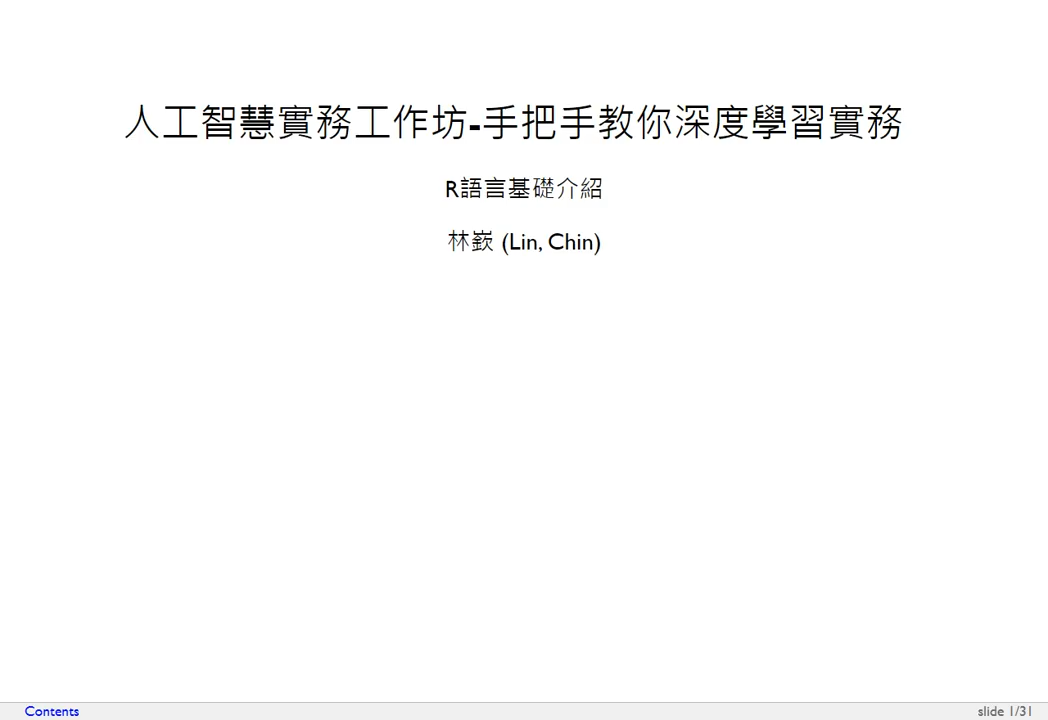 人工智慧實務工作坊-手把手教你深度學習實務
R語言基礎介紹
林嶔 (Lin, Chin)
Contents
slide 1/31